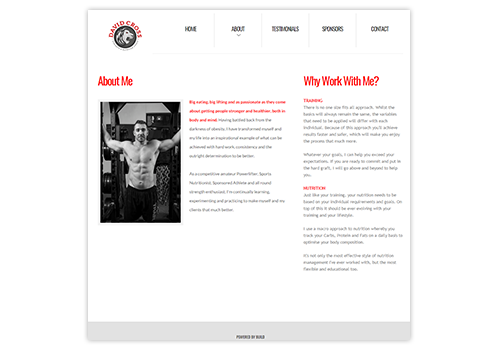 DAVID CROSS
HOME
ABOUT
TESTIMONIALS
SPONSORS
CONTACT
About Me
Big eating, big lifting and as passionate as they come
about getting people stronger and healthier, both in
body and mind. Having battled back from the
darkness of obesity, I have transformed myself and
my life into an inspirational example of what can be
achieved with hard work, consistency and the
outright determination to be better.
As a competitive amateur Powerlifter, Sports
Nutritionist, Sponsored Athlete and all round
strength enthusiast, I'm continually learning,
experimenting and practicing to make myself and my
clients that much better.
Why Work With Me?
TRAINING.
There is no one size fits all approach. Whilst the
basics will always remain the same, the variables
that need to be applied will differ with each
individual, because of this approach you'll achieve
results faster and safer, which will make you enjoy
the process that much more.
Whatever your goals, I can help you exceed your
expectations. If you are ready to commit and put in
the hard graft, I will go above and beyond to help
you.
NUTRITION.
Just like your training, your nutrition needs to be
based on your individual requirements and goals. On
top of this it should be ever evolving with your
training and your lifestyle.
I use a macro approach to nutrition whereby you
track your Carbs, Protein and Fats on a daily basis to
optimise your body composition.
It's not only the most effective style of nutrition
management I've ever worked with, but the most
flexible and educational too.
POWERED BY BUILD